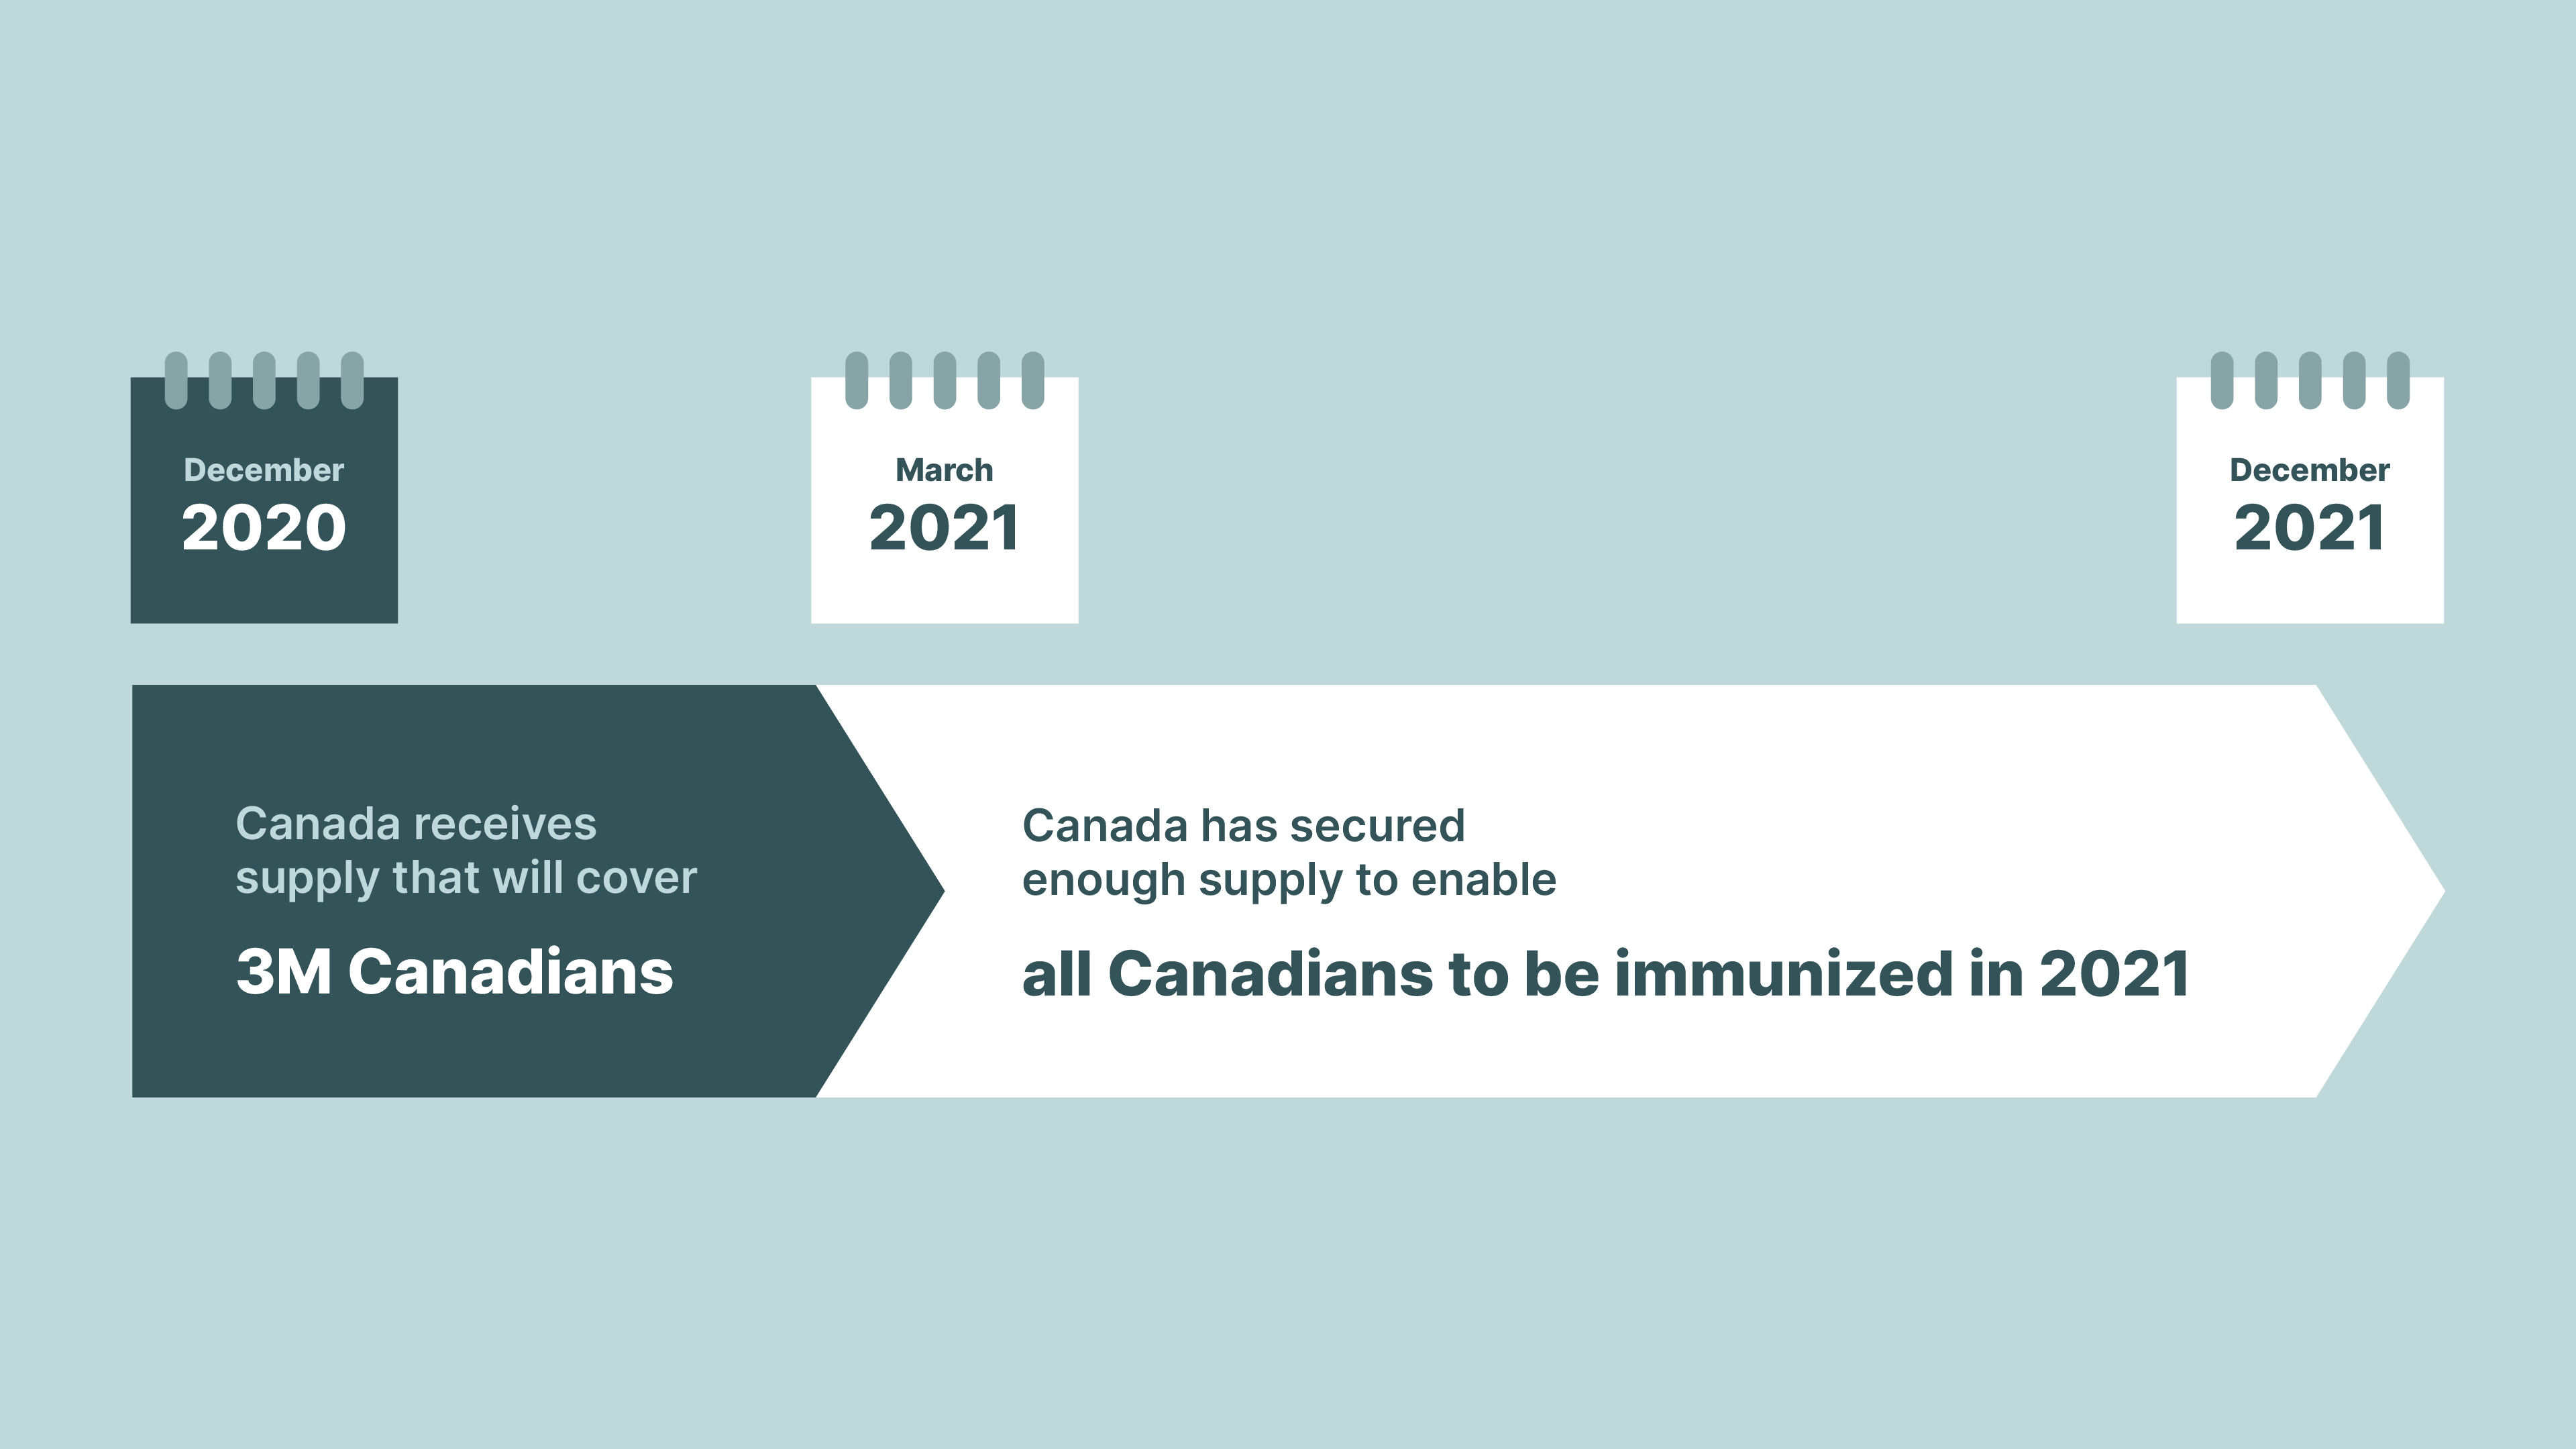 December
2020
March
2021
December
2021
Canada receives
supply that will cover
3M Canadians
Canada has secured
enough supply to enable
all Canadians to be immunized in 2021